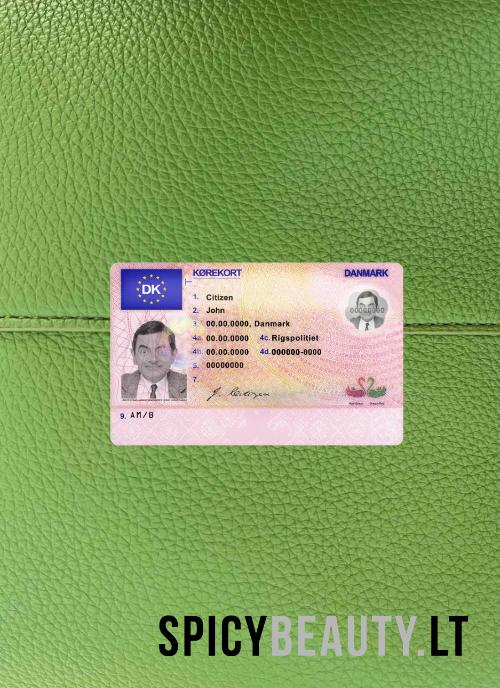 KØREKORT DANMARK
DK
1. Citizen
2. John
3. 00.00.0000, Danmark
00000000
4a. 00.00.0000 4c. Rigspolitiet
4b. 00.00.0000 4d. 000000-0000
5. 00000000
7.
J. Citizen
9. AM/B
SPICYBEAUTY.LT